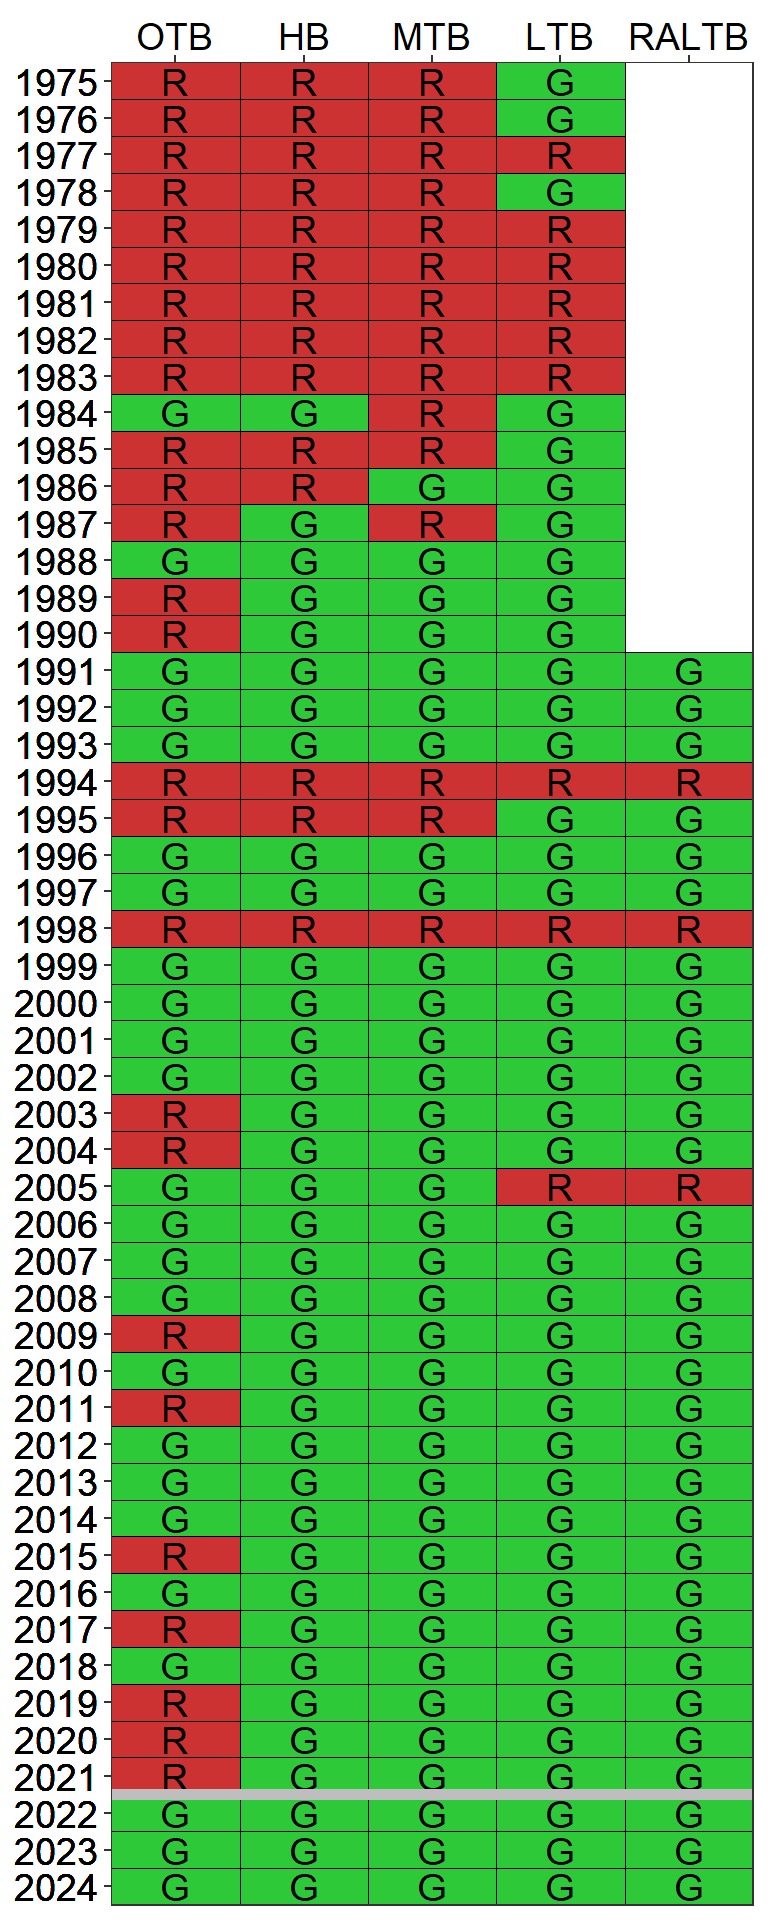 OTB HB MTB LTB RALTB
1975 R R R G
1976 R R R G
1977 R R R R
1978 R R R G
1979 R R R R
1980 R R R R
1981 R R R R
1982 R R R R
1983 R R R R
1984 G G R G
1985 R R R G
1986 R R G G
1987 R G R G
1988 G G G G
1989 R G G G
1990 R G G G
1991 G G G G G
1992 G G G G G
1993 G G G G G
1994 R R R R R
1995 R R R G G
1996 G G G G G
1997 G G G G G
1998 R R R R R
1999 G G G G G
2000 G G G G G
2001 G G G G G
2002 G G G G G
2003 R G G G G
2004 R G G G G
2005 G G G R R
2006 G G G G G
2007 G G G G G
2008 G G G G G
2009 R G G G G
2010 G G G G G
2011 R G G G G
2012 G G G G G
2013 G G G G G
2014 G G G G G
2015 R G G G G
2016 G G G G G
2017 R G G G G
2018 G G G G G
2019 R G G G G
2020 R G G G G
2021 R G G G G
2022 G G G G G
2023 G G G G G
2024 G G G G G